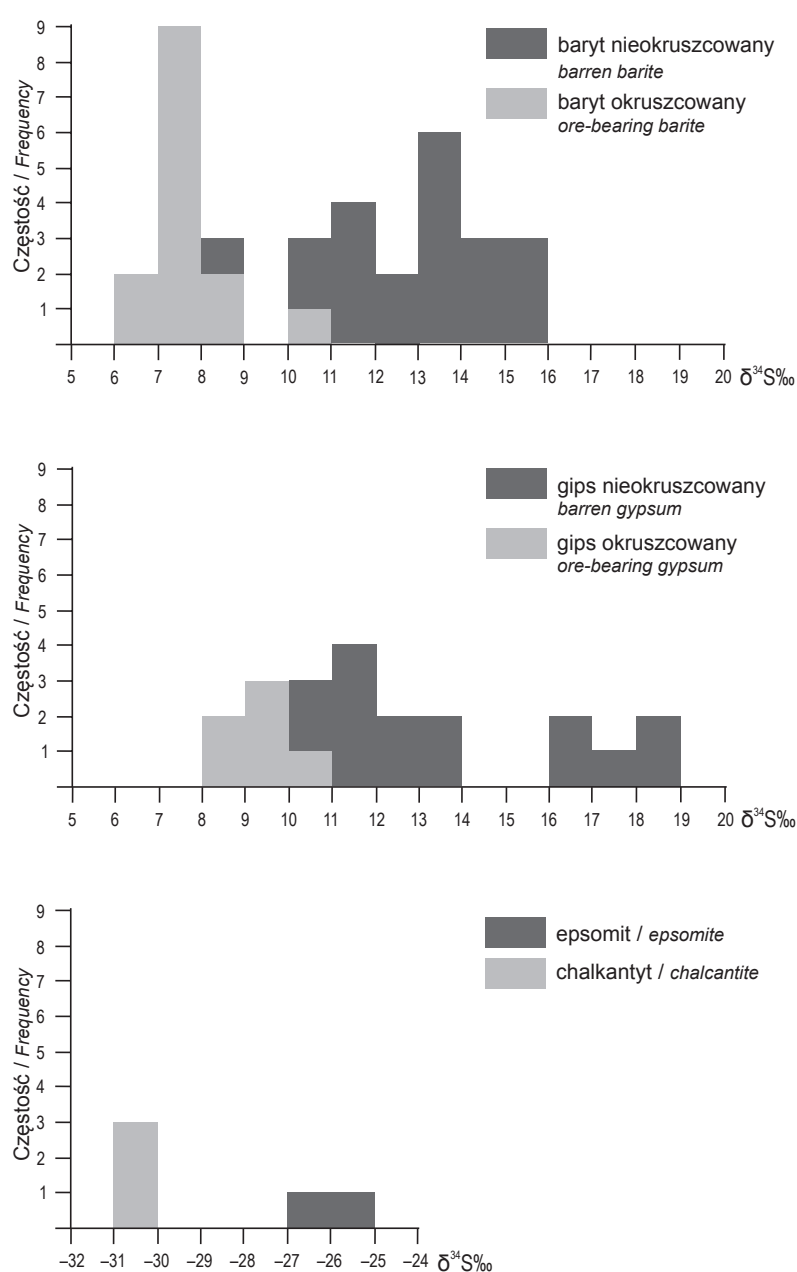 9
8
7
6
5
4
3
2
1
Częstość / Frequency
baryt nieokruszcowany
barren barite
baryt okruszcowany
ore-bearing barite
5 6 7 8 9 10 11 12 13 14 15 16 17 18 19 20 δ³⁴S‰
9
8
7
6
5
4
3
2
1
Częstość / Frequency
gips nieokruszcowany
barren gypsum
gips okruszcowany
ore-bearing gypsum
5 6 7 8 9 10 11 12 13 14 15 16 17 18 19 20 δ³⁴S‰
9
8
7
6
5
4
3
2
1
Częstość / Frequency
epsomit / epsomite
chalkantyt / chalcantite
–32 –31 –30 –29 –28 –27 –26 –25 –24 δ³⁴S‰